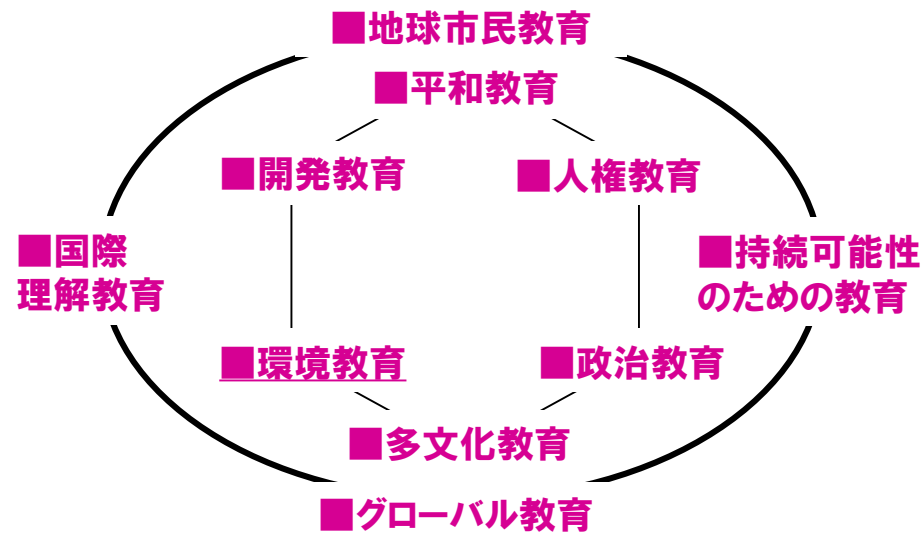 ■地球市民教育
■平和教育
■開発教育
■人権教育
■国際
理解教育
■持続可能性
のための教育
■環境教育
■政治教育
■多文化教育
■グローバル教育